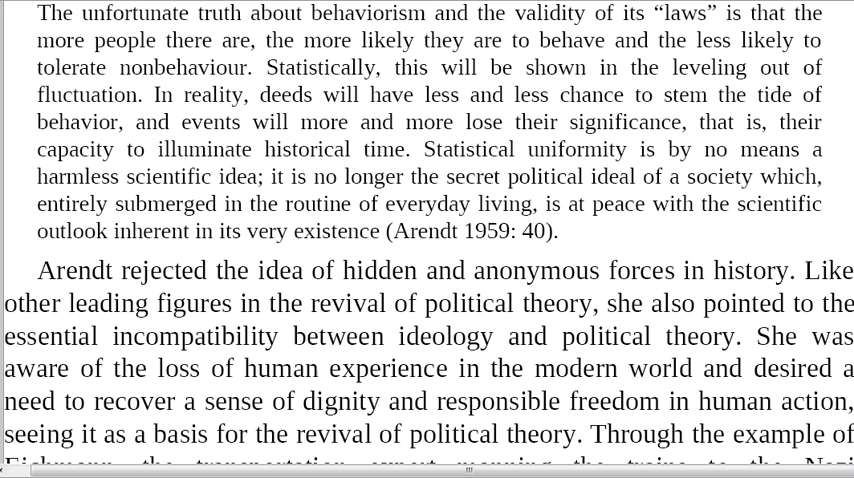 The unfortunate truth about behaviorism and the validity of its “laws” is that the
more people there are, the more likely they are to behave and the less likely to
tolerate nonbehaviour. Statistically, this will be shown in the leveling out of
fluctuation. In reality, deeds will have less and less chance to stem the tide of
behavior, and events will more and more lose their significance, that is, their
capacity to illuminate historical time. Statistical uniformity is by no means a
harmless scientific idea; it is no longer the secret political ideal of a society which,
entirely submerged in the routine of everyday living, is at peace with the scientific
outlook inherent in its very existence (Arendt 1959: 40).
Arendt rejected the idea of hidden and anonymous forces in history. Like
other leading figures in the revival of political theory, she also pointed to the
essential incompatibility between ideology and political theory. She was
aware of the loss of human experience in the modern world and desired a
need to recover a sense of dignity and responsible freedom in human action,
seeing it as a basis for the revival of political theory. Through the example of
the transportation expert manning the trains to the Nazi